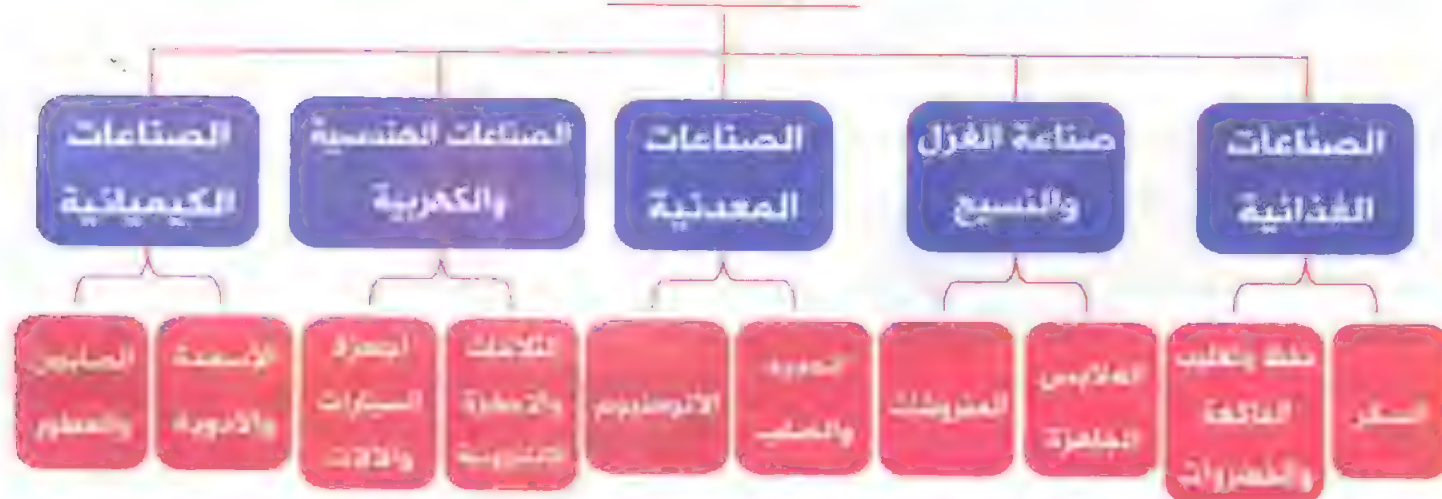 الصناعات
الغذائية
صناعة الغزل
والنسيج
الصناعات
المعدنية
الصناعات الهندسية
والكهربية
الصناعات
الكيميائية
السكر
حفظ وتعليب
الفاكهة
والخضروات
الملابس
الجاهزة
المفروشات
الحديد
والصلب
الألومنيوم
الثلاجات
والأجهزة
الإلكترونية
أجهزة
السيارات
والآلات
الأسمدة
والأدوية
الصابون
والعطور